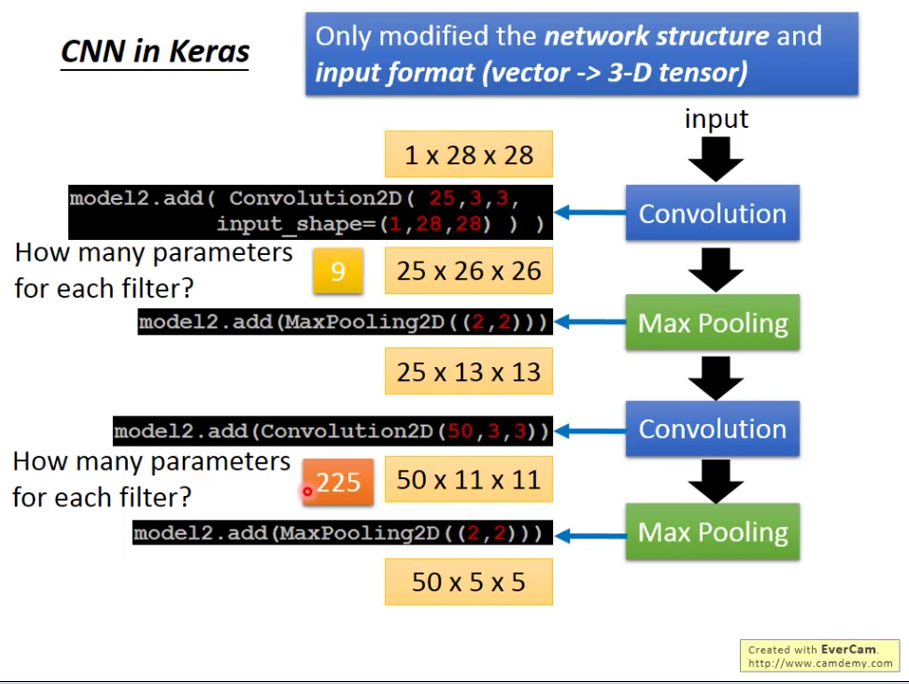 CNN in Keras
Only modified the network structure and
input format (vector -> 3-D tensor)
input
1 x 28 x 28
model2.add( Convolution2D( 25,3,3,
input_shape=(1,28,28) ) )
Convolution
How many parameters
for each filter?
9
25 x 26 x 26
model2.add(MaxPooling2D((2,2)))
Max Pooling
25 x 13 x 13
model2.add(Convolution2D(50,3,3))
Convolution
How many parameters
for each filter?
225
50 x 11 x 11
model2.add(MaxPooling2D((2,2)))
Max Pooling
50 x 5 x 5
Created with EverCam.
http://www.camdemy.com